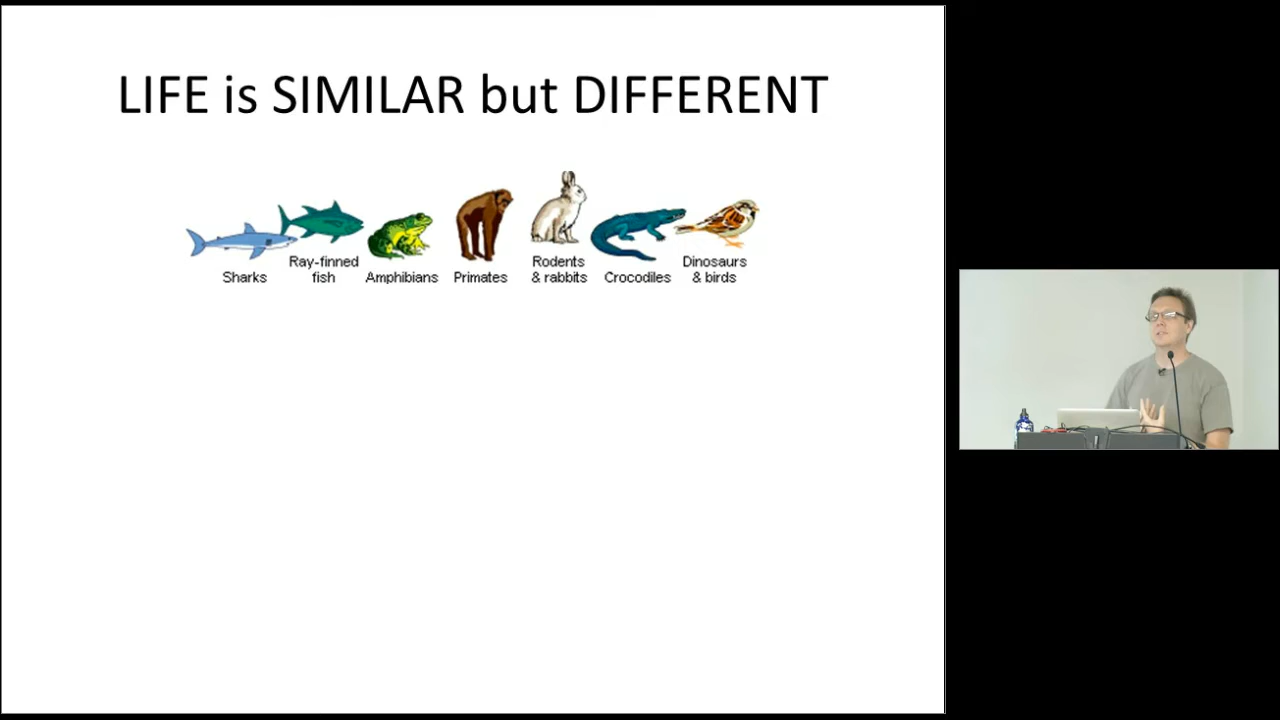 LIFE is SIMILAR but DIFFERENT
Sharks
Ray-finned
fish
Amphibians
Primates
Rodents
& rabbits
Crocodiles
Dinosaurs
& birds